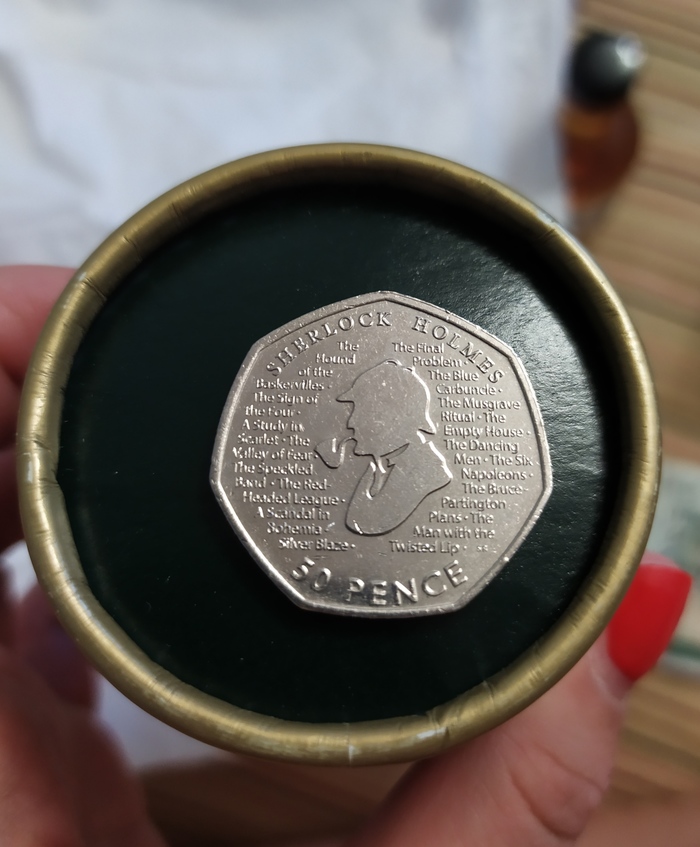 SHERLOCK HOLMES
The
Hound
of the
Baskervilles ·
The Sign of
the Four ·
A Study in
Scarlet · The
Valley of Fear
The Speckled
Band · The Red-
Headed League ·
A Scandal in
Bohemia ·
Silver Blaze ·
The Final
Problem ·
The Blue
Carbuncle ·
The Musgrave
Ritual · The
Empty House ·
The Dancing
Men · The Six
Napoleons ·
The Bruce-
Partington
Plans · The
Man with the
Twisted Lip ·
50 PENCE